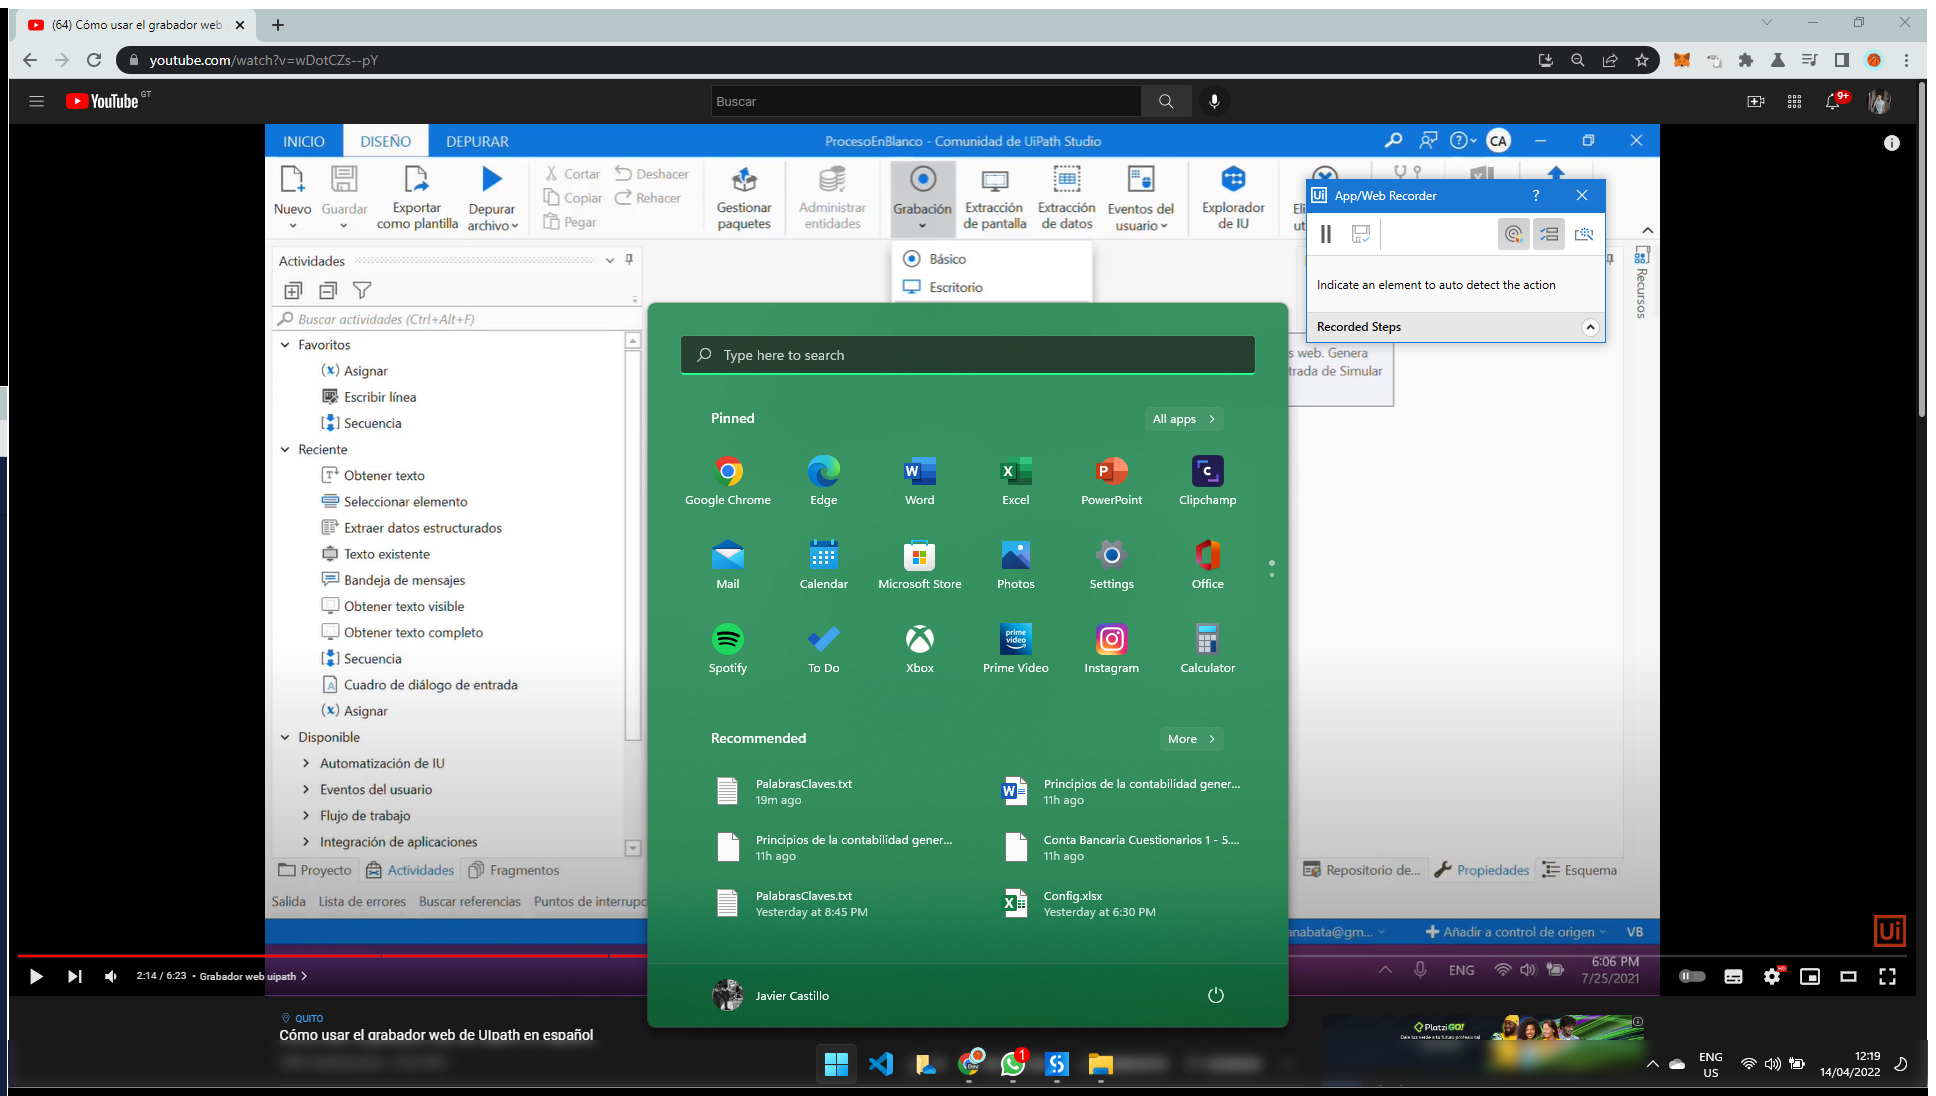 (64) Cómo usar el grabador web
youtube.com/watch?v=wDotCZs--pY
YouTube GT
Buscar
9+
INICIO DISEÑO DEPURAR
ProcesoEnBlanco - Comunidad de UiPath Studio
CA
Nuevo
Guardar
Exportar como plantilla
Depurar archivo
Cortar
Copiar
Pegar
Deshacer
Rehacer
Gestionar paquetes
Administrar entidades
Grabación
Extracción de pantalla
Extracción de datos
Eventos del usuario
Explorador de IU
Básico
Escritorio
Ui App/Web Recorder ?
Indicate an element to auto detect the action
Recorded Steps
s web. Genera
trada de Simular
Recursos
Actividades
Buscar actividades (Ctrl+Alt+F)
Favoritos
Asignar
Escribir línea
Secuencia
Reciente
Obtener texto
Seleccionar elemento
Extraer datos estructurados
Texto existente
Bandeja de mensajes
Obtener texto visible
Obtener texto completo
Secuencia
Cuadro de diálogo de entrada
Asignar
Disponible
Automatización de IU
Eventos del usuario
Flujo de trabajo
Integración de aplicaciones
Proyecto Actividades Fragmentos
Salida Lista de errores Buscar referencias Puntos de interrupc
Type here to search
Pinned
All apps
Google Chrome
Edge
Word
Excel
PowerPoint
Clipchamp
Mail
Calendar
Microsoft Store
Photos
Settings
Office
Spotify
To Do
Xbox
prime video
Prime Video
Instagram
Calculator
Recommended
More
PalabrasClaves.txt
19m ago
Principios de la contabilidad gener...
11h ago
Principios de la contabilidad gener...
11h ago
Conta Bancaria Cuestionarios 1 - 5....
11h ago
PalabrasClaves.txt
Yesterday at 8:45 PM
Config.xlsx
Yesterday at 6:30 PM
Javier Castillo
Repositorio de... Propiedades Esquema
anabata@gm...
Añadir a control de origen
VB
Ui
ENG
6:06 PM
7/25/2021
2:14 / 6:23 • Grabador web uipath
HD
QUITO
Cómo usar el grabador web de UIpath en español
Platzi GO!
1
ENG
US
12:19
14/04/2022